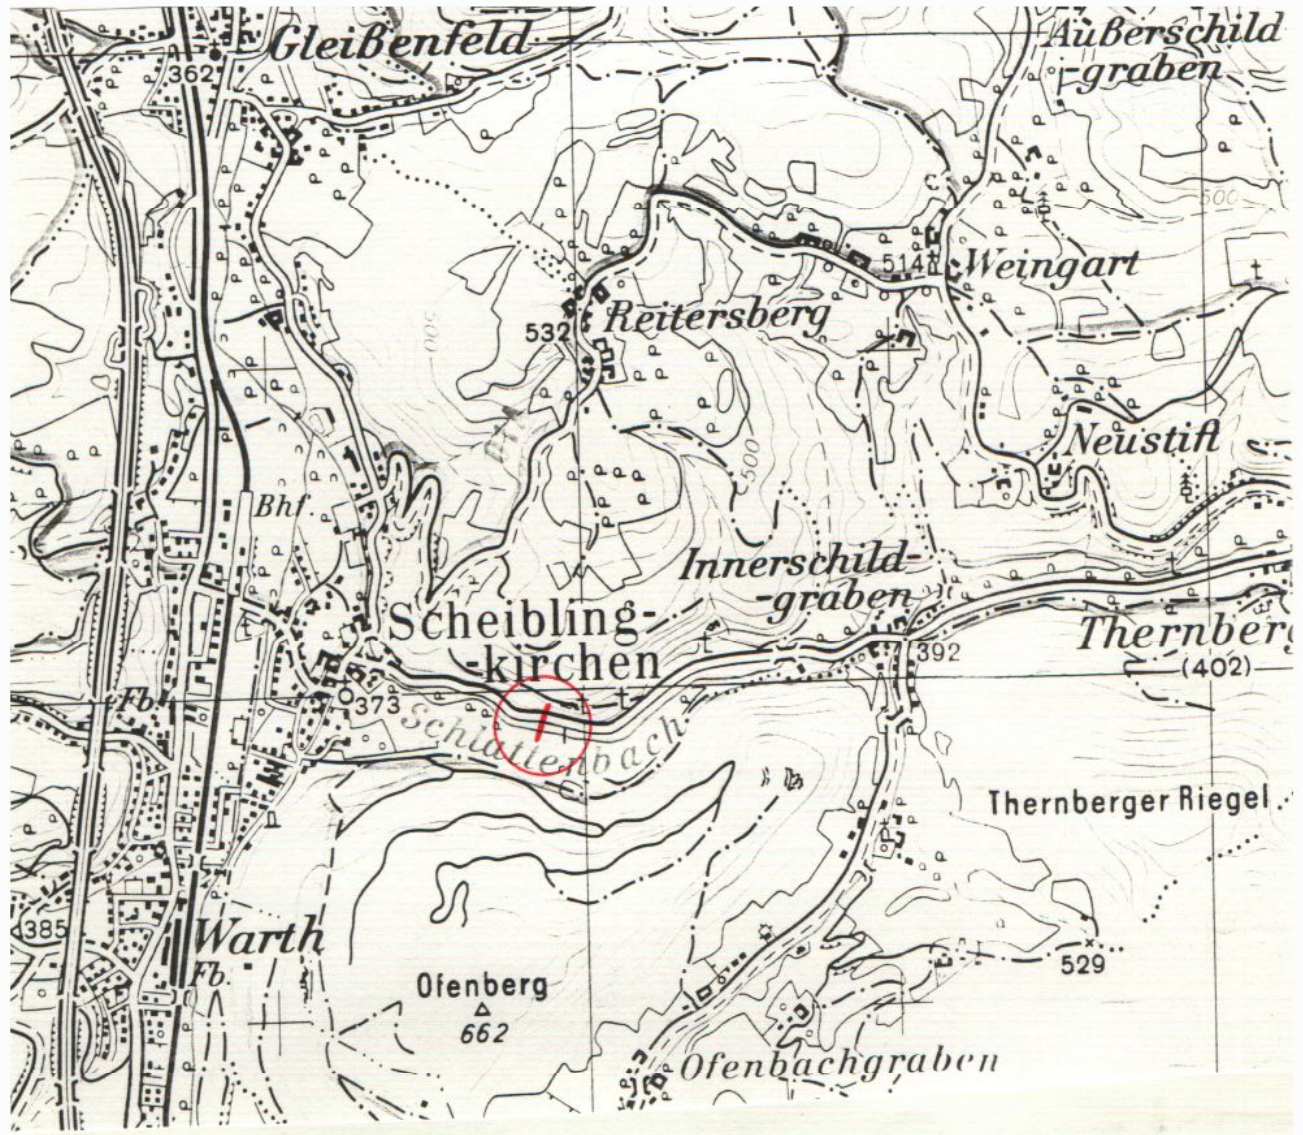 Gleißenfeld
362
Außerschild
-graben
500
Weingart
514
Reitersberg
532
500
500
Neustift
Bhf.
Innerschild-
-graben
Scheibling-
-kirchen
392
Thernberg
(402)
Fb.
373
Schlattenbach
Thernberger Riegel
385
Warth
Fb.
529
Ofenberg
662
Ofenbachgraben